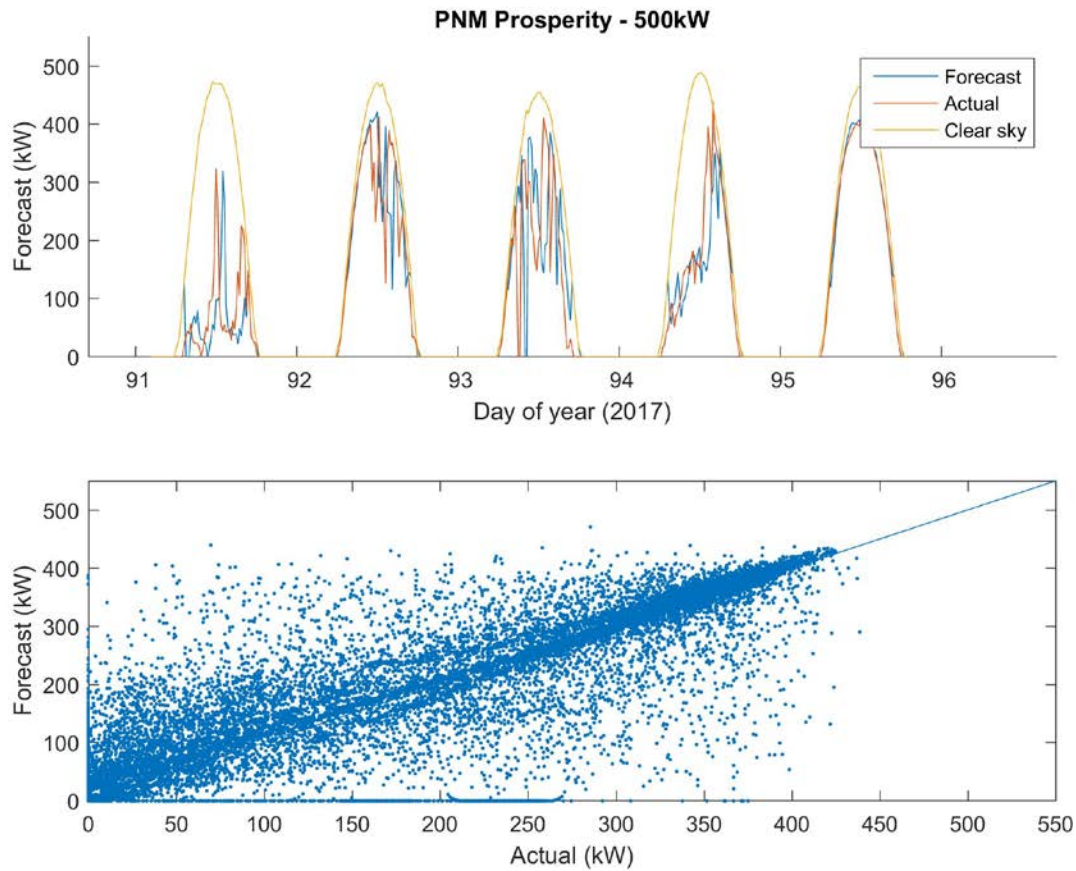 PNM Prosperity - 500kW
Forecast (kW)
500
400
300
200
100
0
Forecast
Actual
Clear sky
91 92 93 94 95 96
Day of year (2017)
Forecast (kW)
500
400
300
200
100
0
0 50 100 150 200 250 300 350 400 450 500 550
Actual (kW)